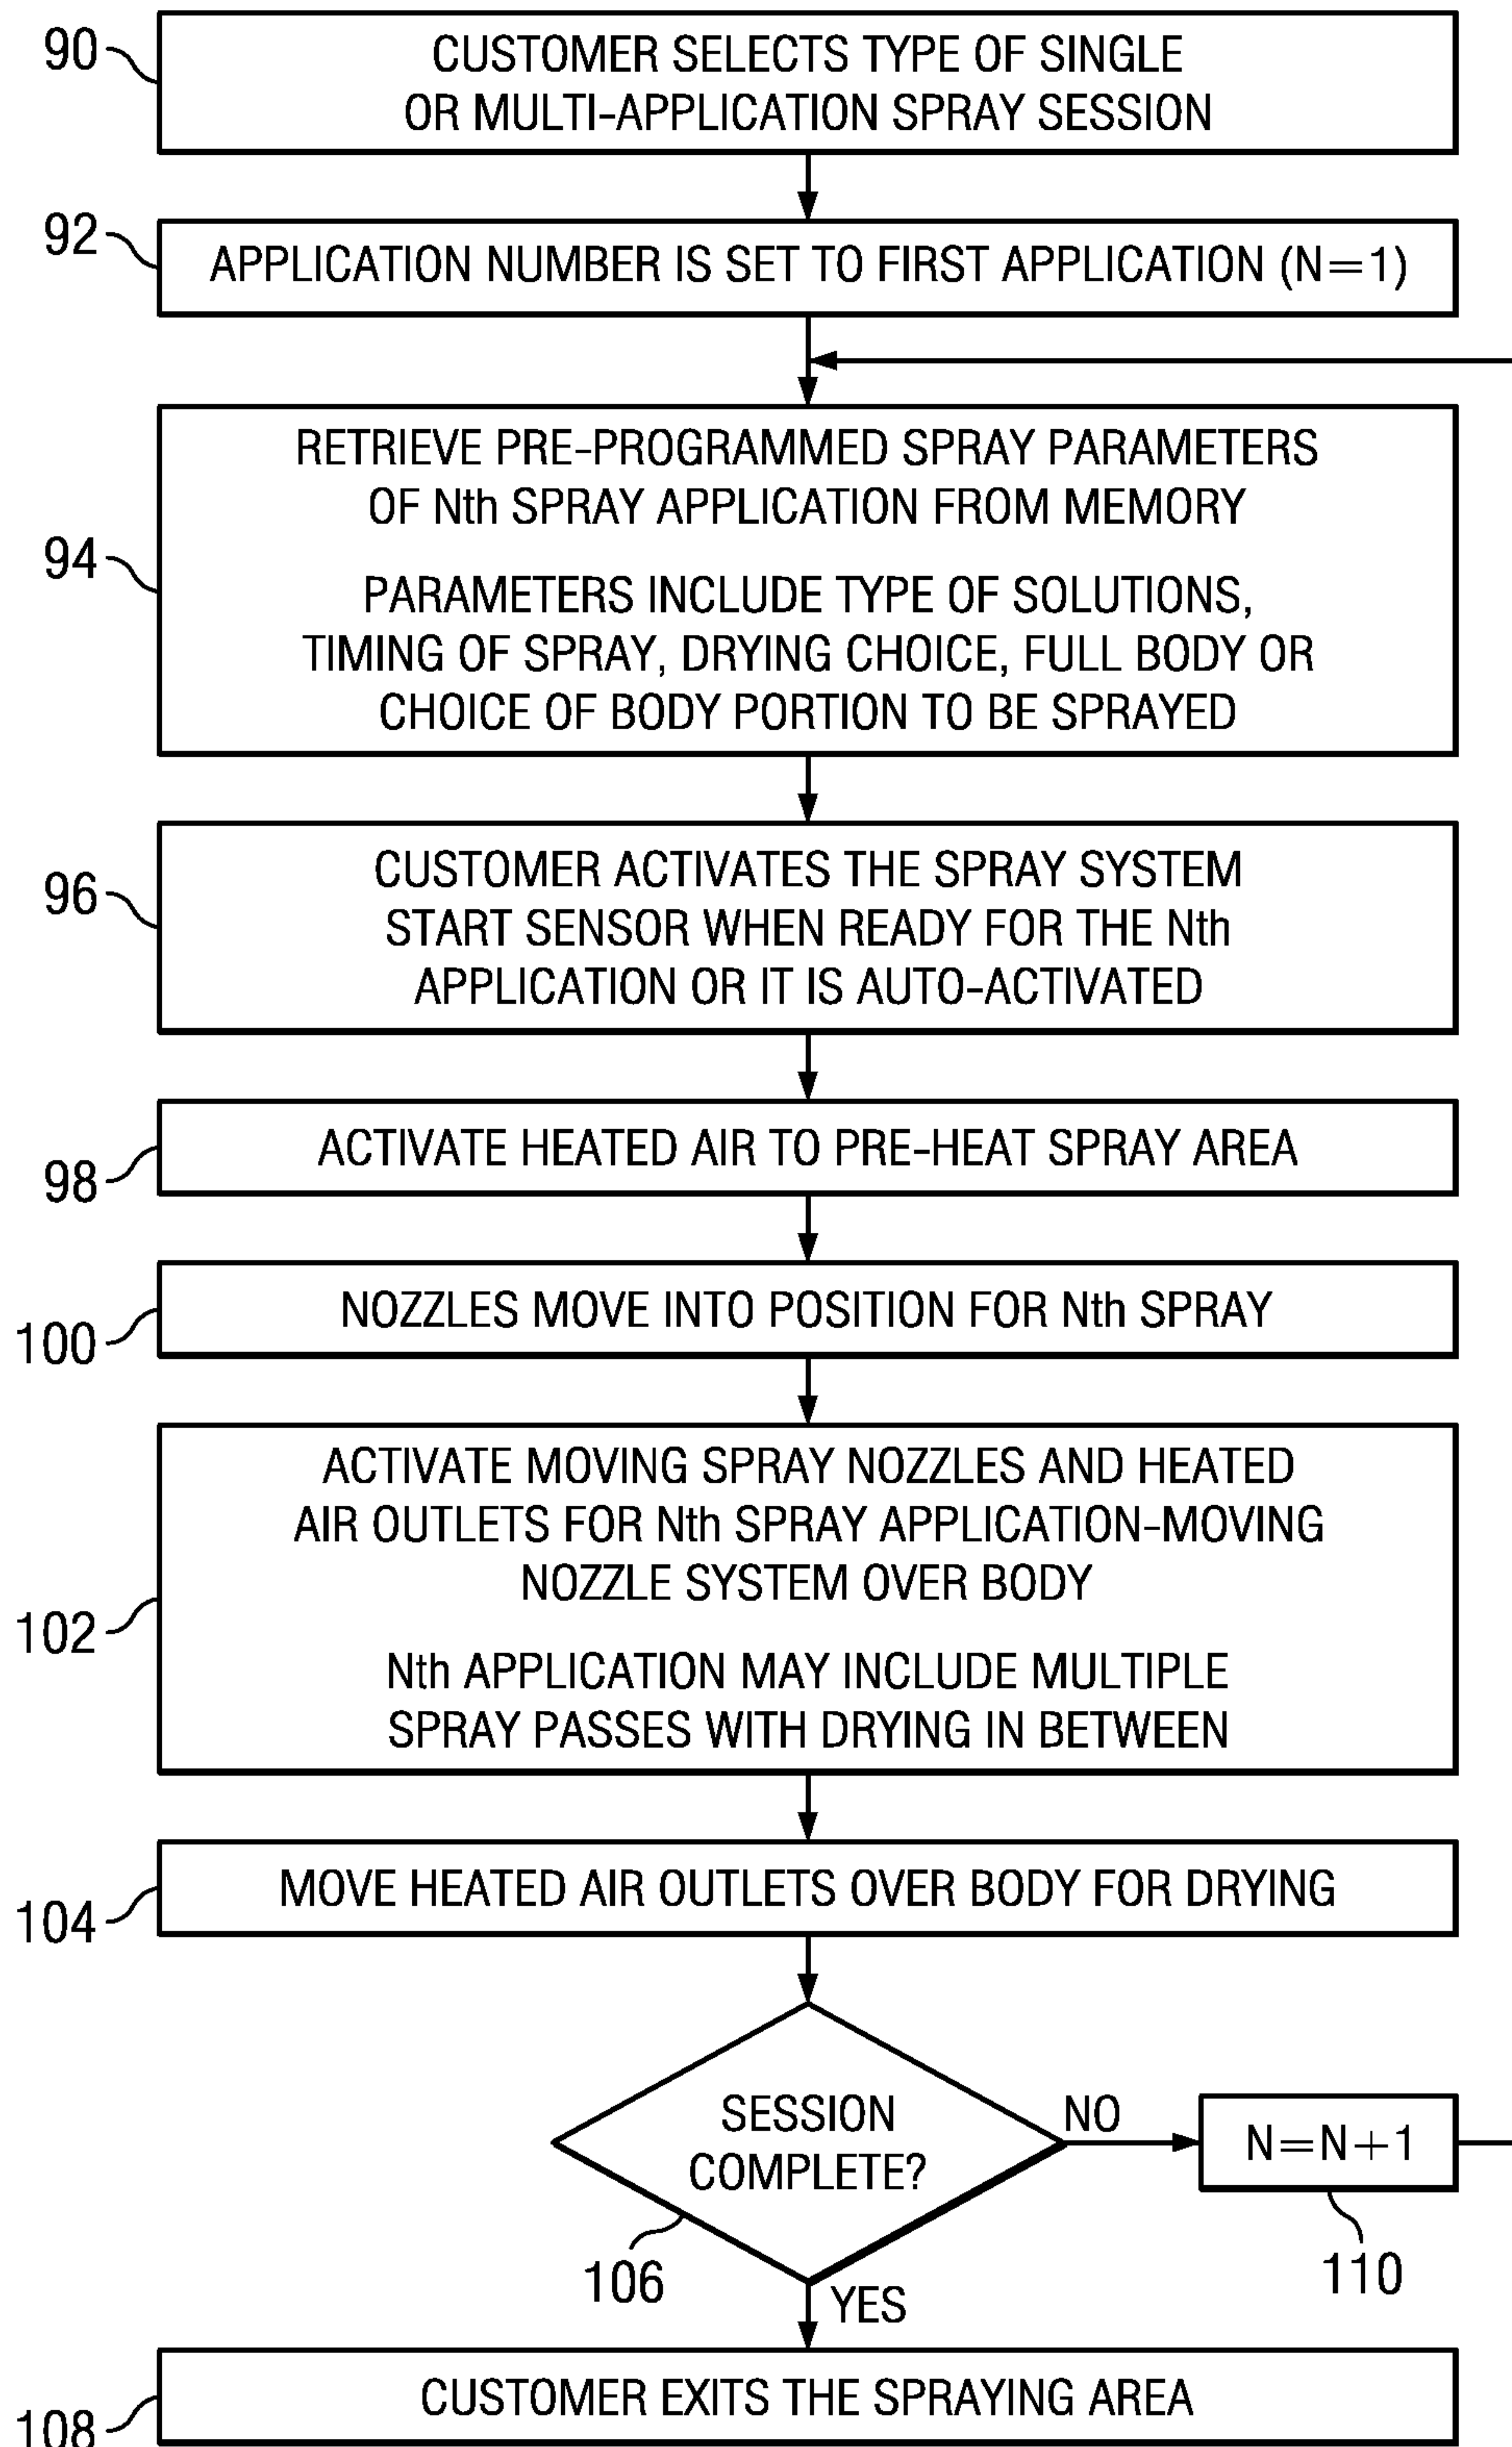 90
CUSTOMER SELECTS TYPE OF SINGLE
OR MULTI-APPLICATION SPRAY SESSION
92
APPLICATION NUMBER IS SET TO FIRST APPLICATION (N=1)
94
RETRIEVE PRE-PROGRAMMED SPRAY PARAMETERS
OF Nth SPRAY APPLICATION FROM MEMORY
PARAMETERS INCLUDE TYPE OF SOLUTIONS,
TIMING OF SPRAY, DRYING CHOICE, FULL BODY OR
CHOICE OF BODY PORTION TO BE SPRAYED
96
CUSTOMER ACTIVATES THE SPRAY SYSTEM
START SENSOR WHEN READY FOR THE Nth
APPLICATION OR IT IS AUTO-ACTIVATED
98
ACTIVATE HEATED AIR TO PRE-HEAT SPRAY AREA
100
NOZZLES MOVE INTO POSITION FOR Nth SPRAY
102
ACTIVATE MOVING SPRAY NOZZLES AND HEATED
AIR OUTLETS FOR Nth SPRAY APPLICATION-MOVING
NOZZLE SYSTEM OVER BODY
Nth APPLICATION MAY INCLUDE MULTIPLE
SPRAY PASSES WITH DRYING IN BETWEEN
104
MOVE HEATED AIR OUTLETS OVER BODY FOR DRYING
SESSION
COMPLETE?
NO
N=N+1
106
110
YES
108
CUSTOMER EXITS THE SPRAYING AREA